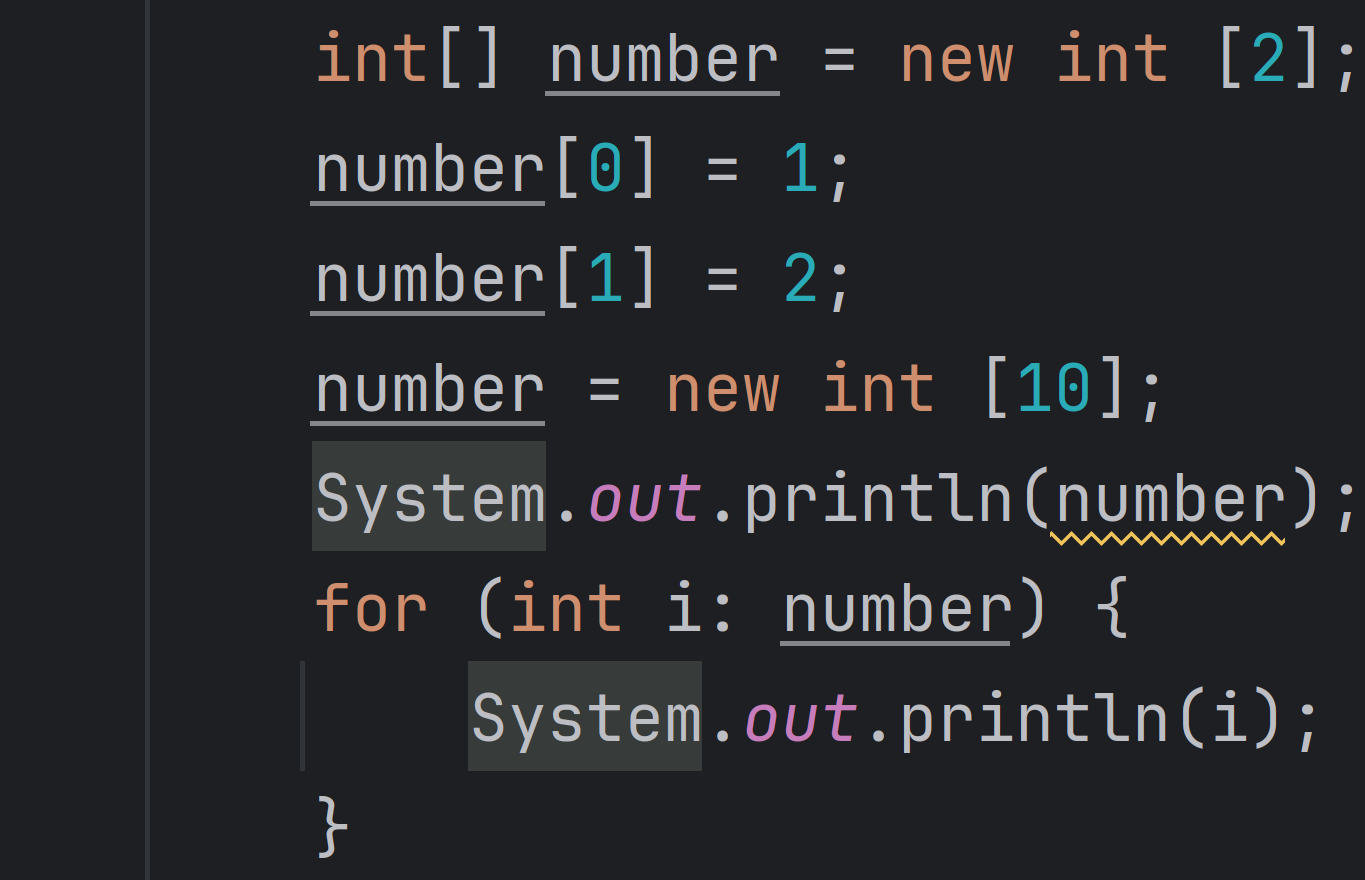 int[] number = new int [2];
number[0] = 1;
number[1] = 2;
number = new int [10];
System.out.println(number);
for (int i: number) {
System.out.println(i);
}